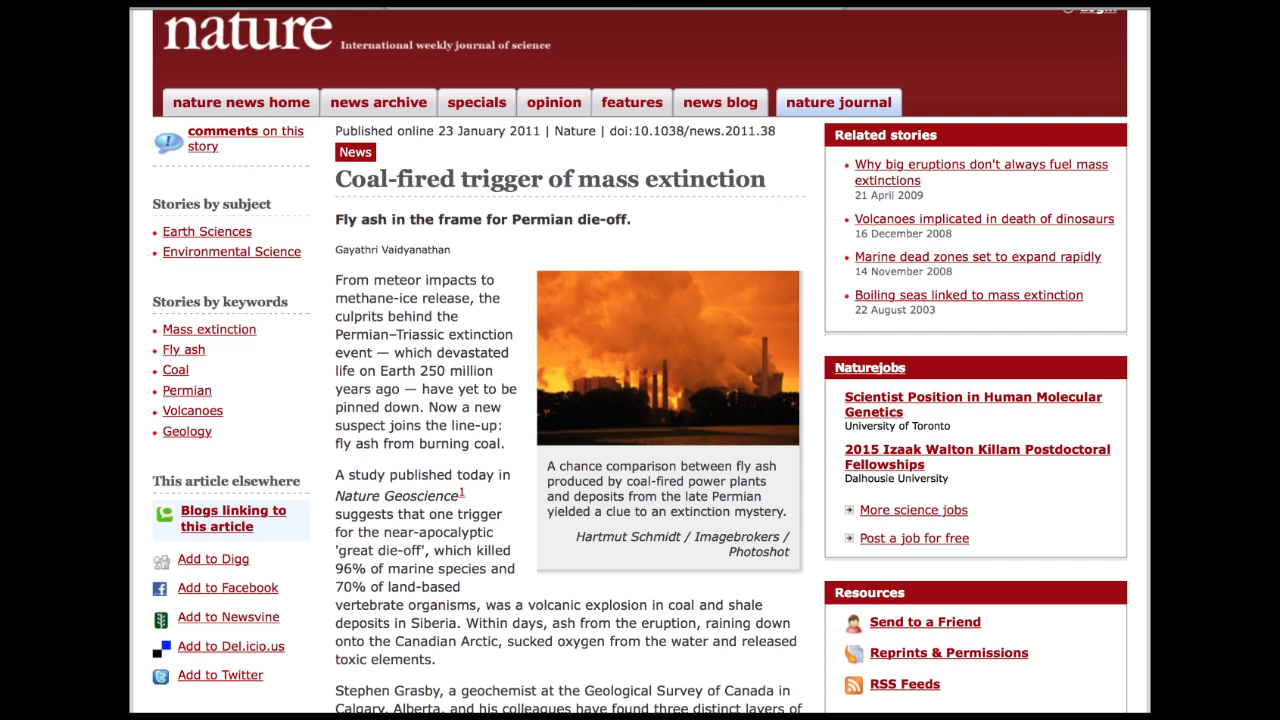 Login
nature International weekly journal of science
nature news home news archive specials opinion features news blog nature journal
comments on this
story
Stories by subject
Earth Sciences
Environmental Science
Stories by keywords
Mass extinction
Fly ash
Coal
Permian
Volcanoes
Geology
This article elsewhere
Blogs linking to
this article
Add to Digg
Add to Facebook
Add to Newsvine
Add to Del.icio.us
Add to Twitter
Published online 23 January 2011 | Nature | doi:10.1038/news.2011.38
News
Coal-fired trigger of mass extinction
Fly ash in the frame for Permian die-off.
Gayathri Vaidyanathan
From meteor impacts to
methane-ice release, the
culprits behind the
Permian–Triassic extinction
event — which devastated
life on Earth 250 million
years ago — have yet to be
pinned down. Now a new
suspect joins the line-up:
fly ash from burning coal.
A study published today in
Nature Geoscience1
suggests that one trigger
for the near-apocalyptic
'great die-off', which killed
96% of marine species and
70% of land-based
vertebrate organisms, was a volcanic explosion in coal and shale
deposits in Siberia. Within days, ash from the eruption, raining down
onto the Canadian Arctic, sucked oxygen from the water and released
toxic elements.
Stephen Grasby, a geochemist at the Geological Survey of Canada in
Calgary, Alberta, and his colleagues have found three distinct layers of
A chance comparison between fly ash
produced by coal-fired power plants
and deposits from the late Permian
yielded a clue to an extinction mystery.
Hartmut Schmidt / Imagebrokers /
Photoshot
Related stories
Why big eruptions don't always fuel mass
extinctions
21 April 2009
Volcanoes implicated in death of dinosaurs
16 December 2008
Marine dead zones set to expand rapidly
14 November 2008
Boiling seas linked to mass extinction
22 August 2003
Naturejobs
Scientist Position in Human Molecular
Genetics
University of Toronto
2015 Izaak Walton Killam Postdoctoral
Fellowships
Dalhousie University
More science jobs
Post a job for free
Resources
Send to a Friend
Reprints & Permissions
RSS Feeds